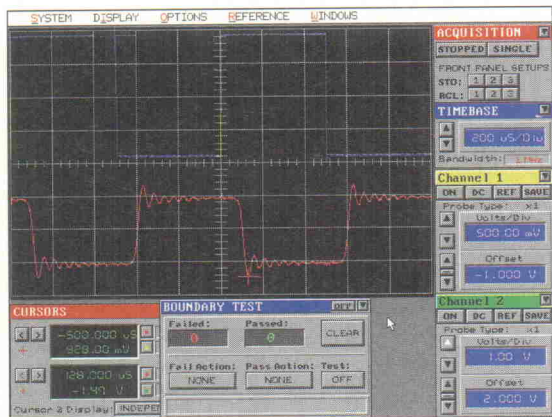 SYSTEM DISPLAY OPTIONS REFERENCE WINDOWS
ACQUISITION
STOPPED SINGLE
FRONT PANEL SETUPS
STO: 1 2 3
RCL: 1 2 3
TIMEBASE
200 uS/Div
Bandwidth:
Channel 1
ON DC REF SAVE
Probe Type: x1
Volts/Div
500.00 mV
Offset
-1.000 V
Channel 2
ON DC REF SAVE
Probe Type: x1
Volts/Div
1.00 V
Offset
2.000 V
CURSORS
-500.000 uS
928.00 mV
128.000 uS
-1.49 V
Cursor 2 Display: INDEPEN
BOUNDARY TEST OFF
Failed: Passed:
0 0 CLEAR
Fail Action: Pass Action: Test:
NONE NONE OFF